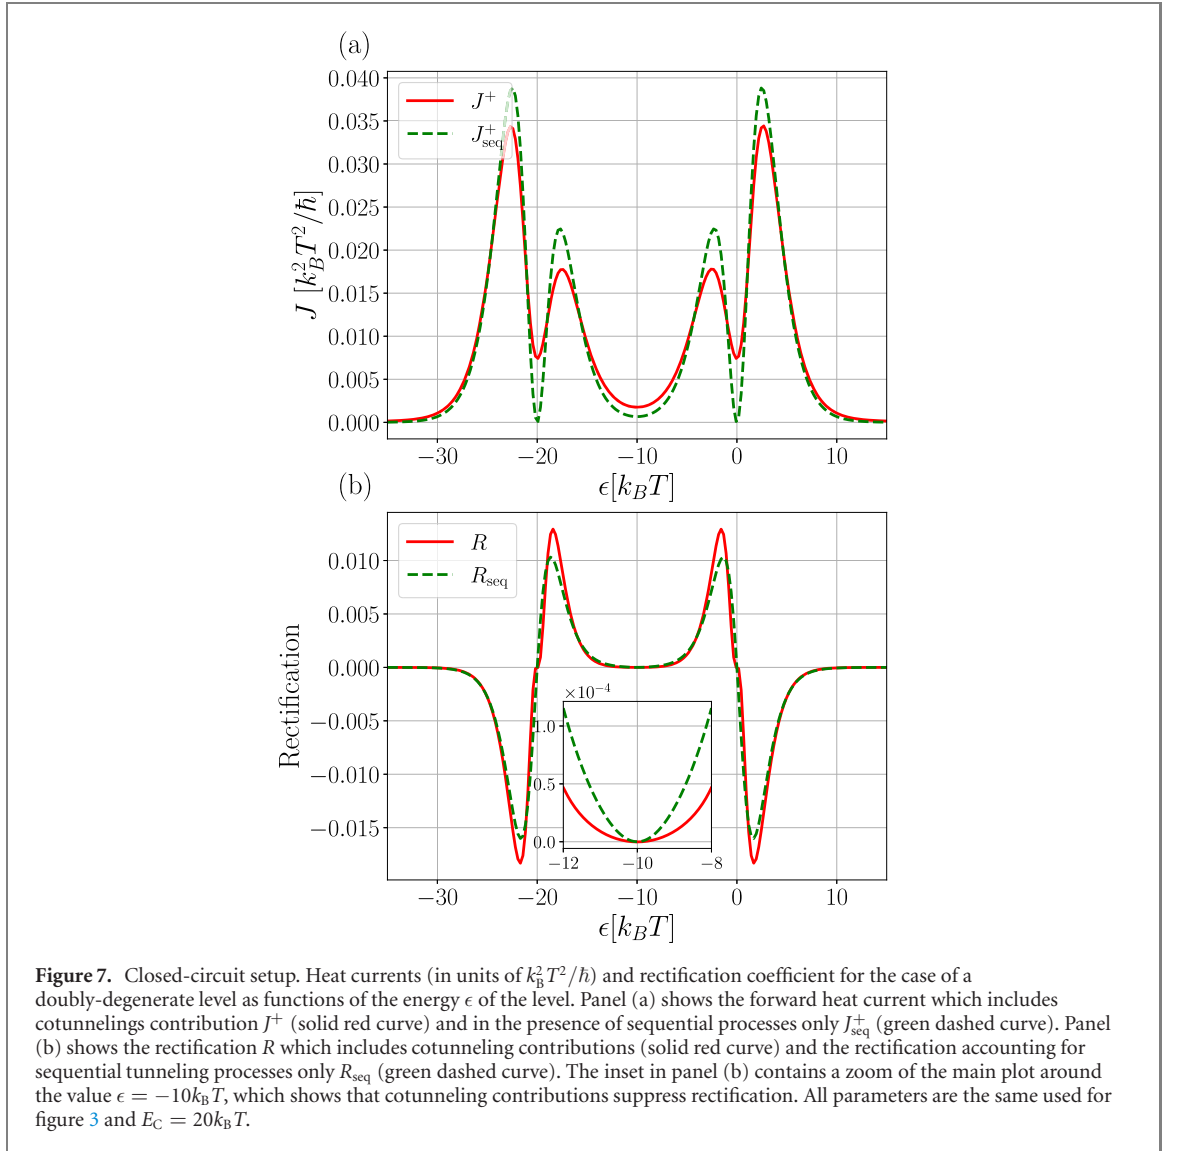 (a)
0.040
0.035
0.030
0.025
0.020
0.015
0.010
0.005
0.000
J [k_B^2 T^2/ħ]
J^+
J^+_seq
−30 −20 −10 0 10
ϵ[k_B T]
(b)
0.010
0.005
0.000
−0.005
−0.010
−0.015
Rectification
R
R_seq
×10^−4
1.0
0.5
0.0
−12 −10 −8
−30 −20 −10 0 10
ϵ[k_B T]
Figure 7. Closed-circuit setup. Heat currents (in units of k_B^2 T^2/ħ) and rectification coefficient for the case of a
doubly-degenerate level as functions of the energy ϵ of the level. Panel (a) shows the forward heat current which includes
cotunnelings contribution J^+ (solid red curve) and in the presence of sequential processes only J^+_seq (green dashed curve). Panel
(b) shows the rectification R which includes cotunneling contributions (solid red curve) and the rectification accounting for
sequential tunneling processes only R_seq (green dashed curve). The inset in panel (b) contains a zoom of the main plot around
the value ϵ = −10k_B T, which shows that cotunneling contributions suppress rectification. All parameters are the same used for
figure 3 and E_C = 20k_B T.